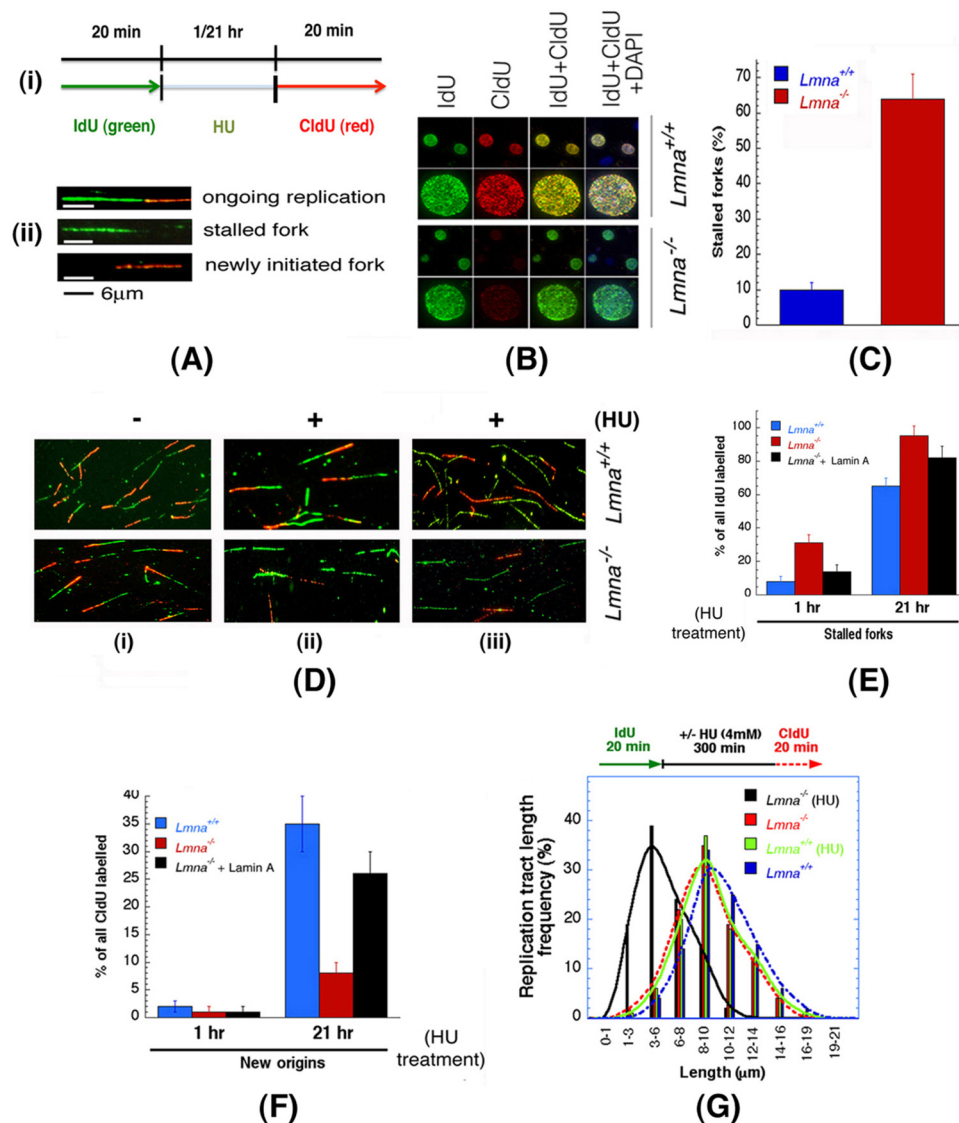 20 min 1/21 hr 20 min
(i)
IdU (green) HU CldU (red)
(ii)
ongoing replication
stalled fork
newly initiated fork
6μm
(A)
IdU
CldU
IdU+CldU
IdU+CldU
+DAPI
Lmna+/+
Lmna-/-
(B)
Stalled forks (%)
70
60
50
40
30
20
10
0
Lmna+/+
Lmna-/-
(C)
- + + (HU)
Lmna+/+
Lmna-/-
(i) (ii) (iii)
(D)
% of all IdU labelled
100
80
60
40
20
0
Lmna+/+
Lmna-/-
Lmna-/- + Lamin A
1 hr 21 hr
(HU
treatment)
Stalled forks
(E)
% of all CldU labelled
40
35
30
25
20
15
10
5
0
Lmna+/+
Lmna-/-
Lmna-/- + Lamin A
1 hr 21 hr
(HU
treatment)
New origins
(F)
IdU +/- HU (4mM) CldU
20 min 300 min 20 min
Replication tract length
frequency (%)
40
30
20
10
0
Lmna-/- (HU)
Lmna-/-
Lmna+/+ (HU)
Lmna+/+
0-1
1-3
3-6
6-8
8-10
10-12
12-14
14-16
16-19
19-21
Length (μm)
(G)